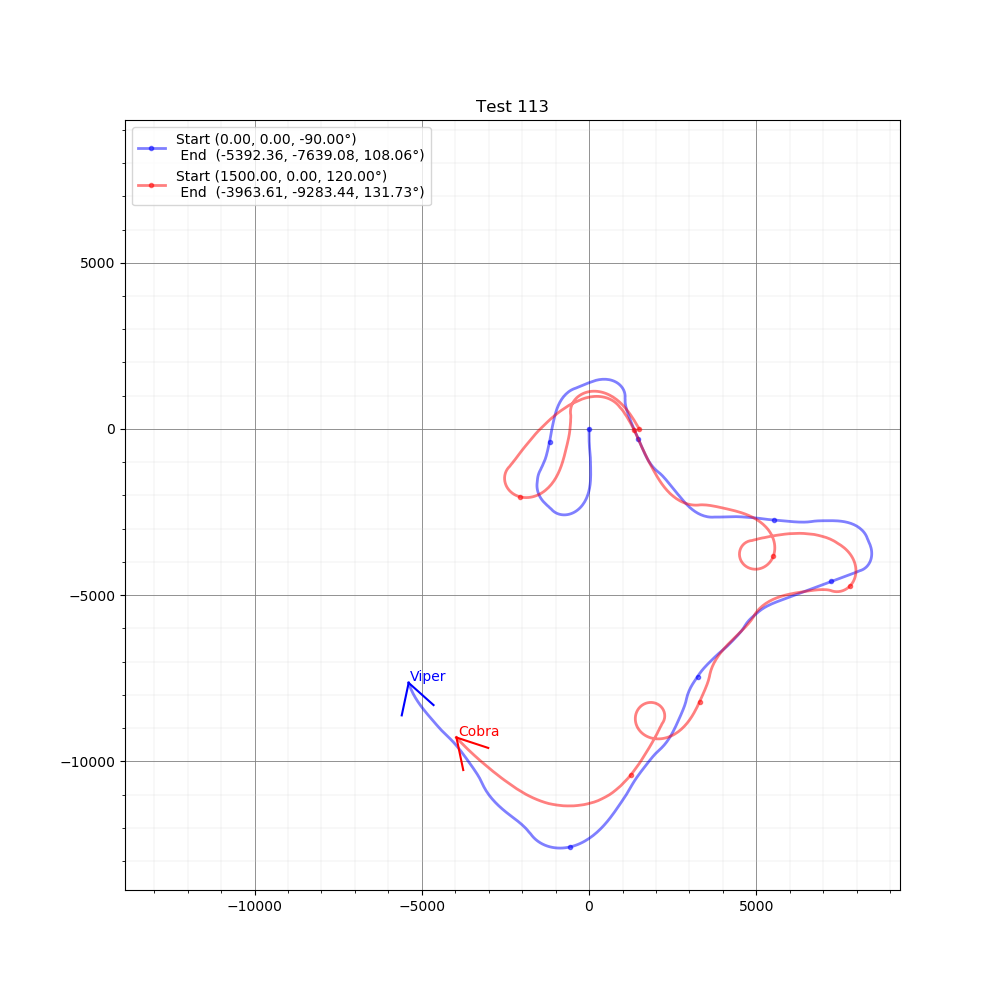 Test 113
Start (0.00, 0.00, -90.00°)
End (-5392.36, -7639.08, 108.06°)
Start (1500.00, 0.00, 120.00°)
End (-3963.61, -9283.44, 131.73°)
5000
0
−5000
−10000
Viper
Cobra
−10000
−5000
0
5000